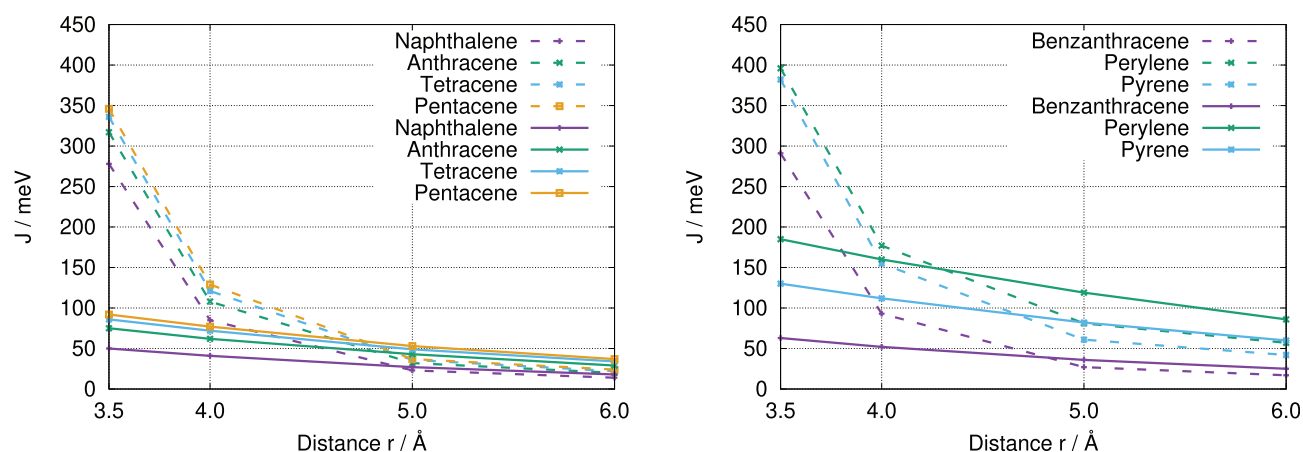 450
400
350
300
250
200
150
100
50
0
J / meV
3.5 4.0 5.0 6.0
Distance r / Å
Naphthalene
Anthracene
Tetracene
Pentacene
Naphthalene
Anthracene
Tetracene
Pentacene
450
400
350
300
250
200
150
100
50
0
J / meV
3.5 4.0 5.0 6.0
Distance r / Å
Benzanthracene
Perylene
Pyrene
Benzanthracene
Perylene
Pyrene